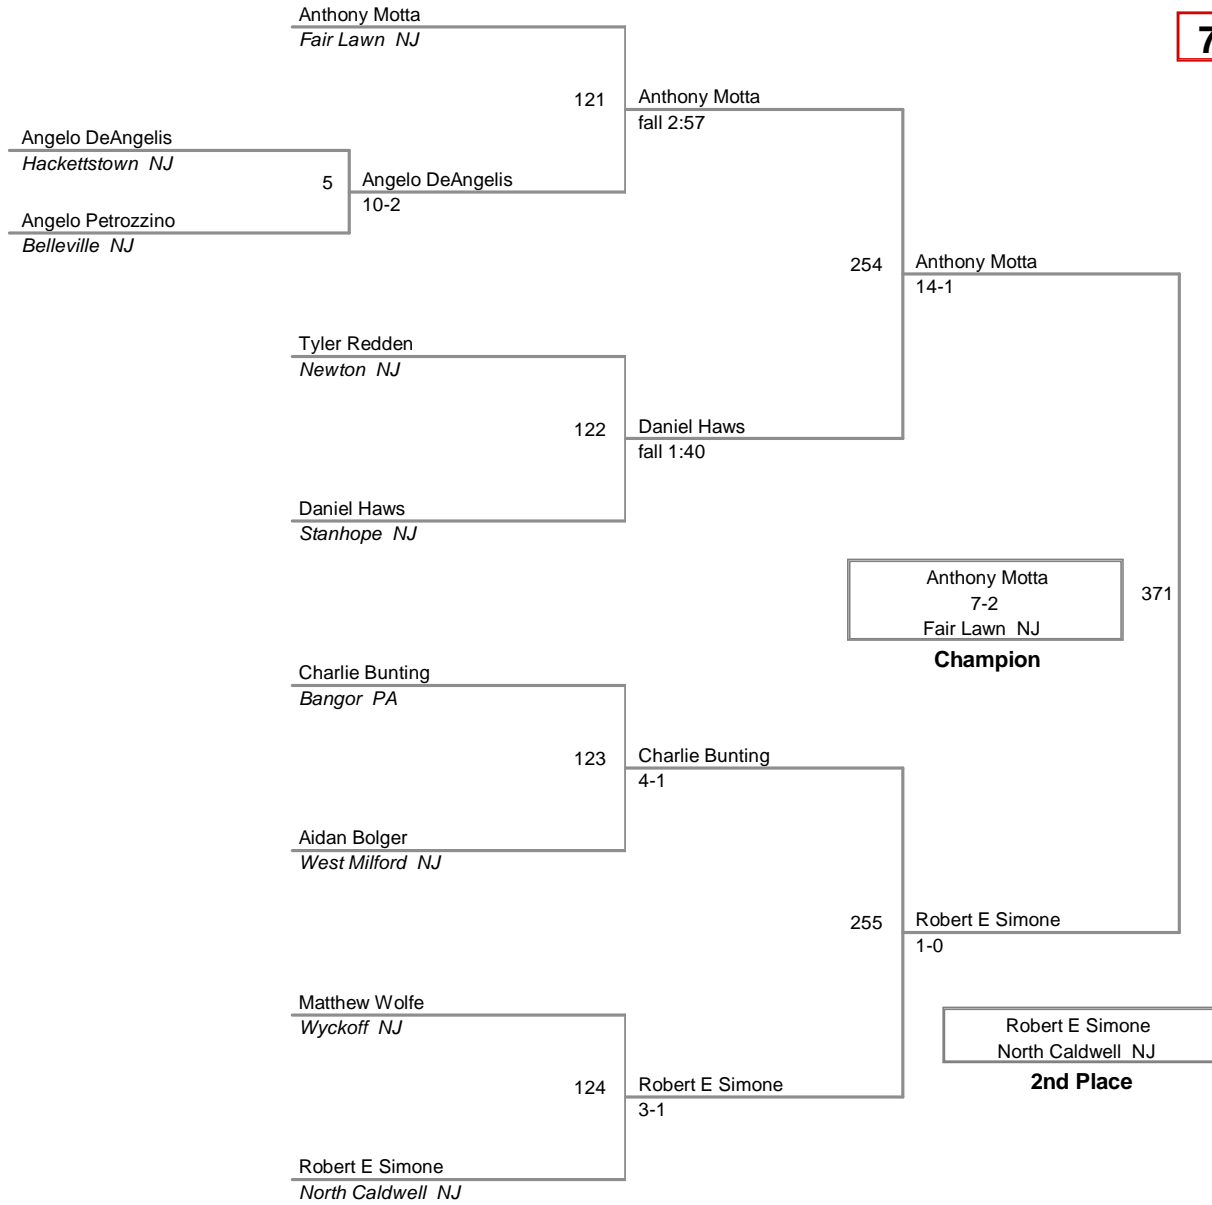 Anthony Motta
Fair Lawn NJ
7
121
Anthony Motta
fall 2:57
Angelo DeAngelis
Hackettstown NJ
5
Angelo DeAngelis
10-2
Angelo Petrozzino
Belleville NJ
254
Anthony Motta
14-1
Tyler Redden
Newton NJ
122
Daniel Haws
fall 1:40
Daniel Haws
Stanhope NJ
Anthony Motta
7-2
Fair Lawn NJ
Champion
371
Charlie Bunting
Bangor PA
123
Charlie Bunting
4-1
Aidan Bolger
West Milford NJ
255
Robert E Simone
1-0
Matthew Wolfe
Wyckoff NJ
Robert E Simone
North Caldwell NJ
2nd Place
124
Robert E Simone
3-1
Robert E Simone
North Caldwell NJ